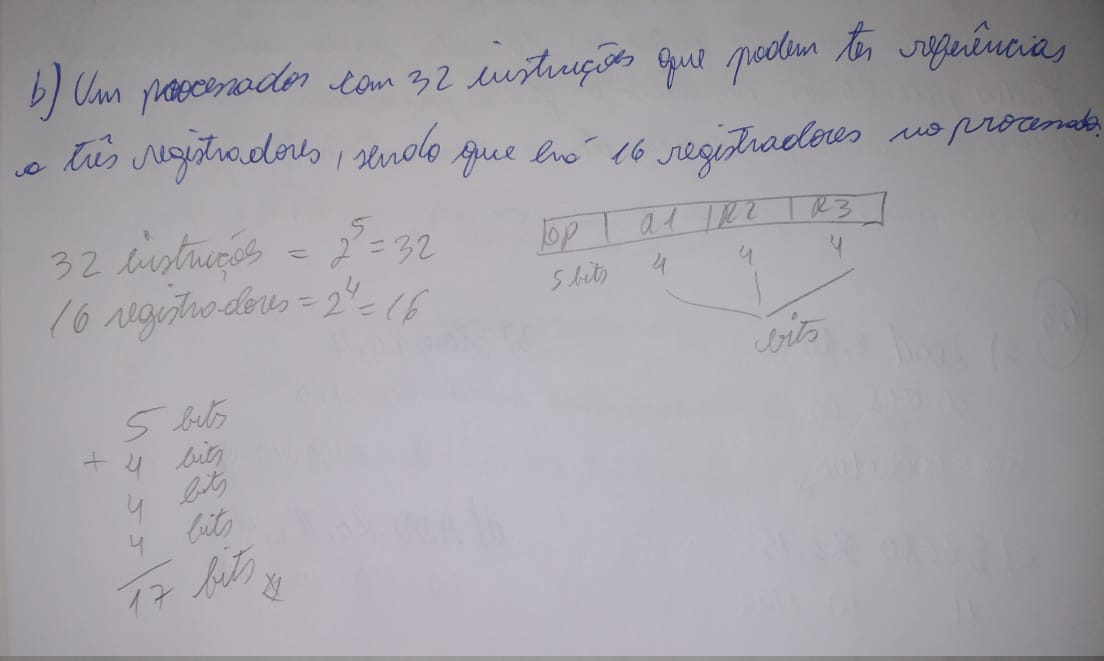 b) Um processador com 32 instruções que podem ter referências
a três registradores, sendo que há 16 registradores no processador.
OP R1 R2 R3
5 bits 4 4 4
bits
32 instruções = 2^5 = 32
16 registradores = 2^4 = 16
5 bits
+ 4 bits
4 bits
4 bits
17 bits